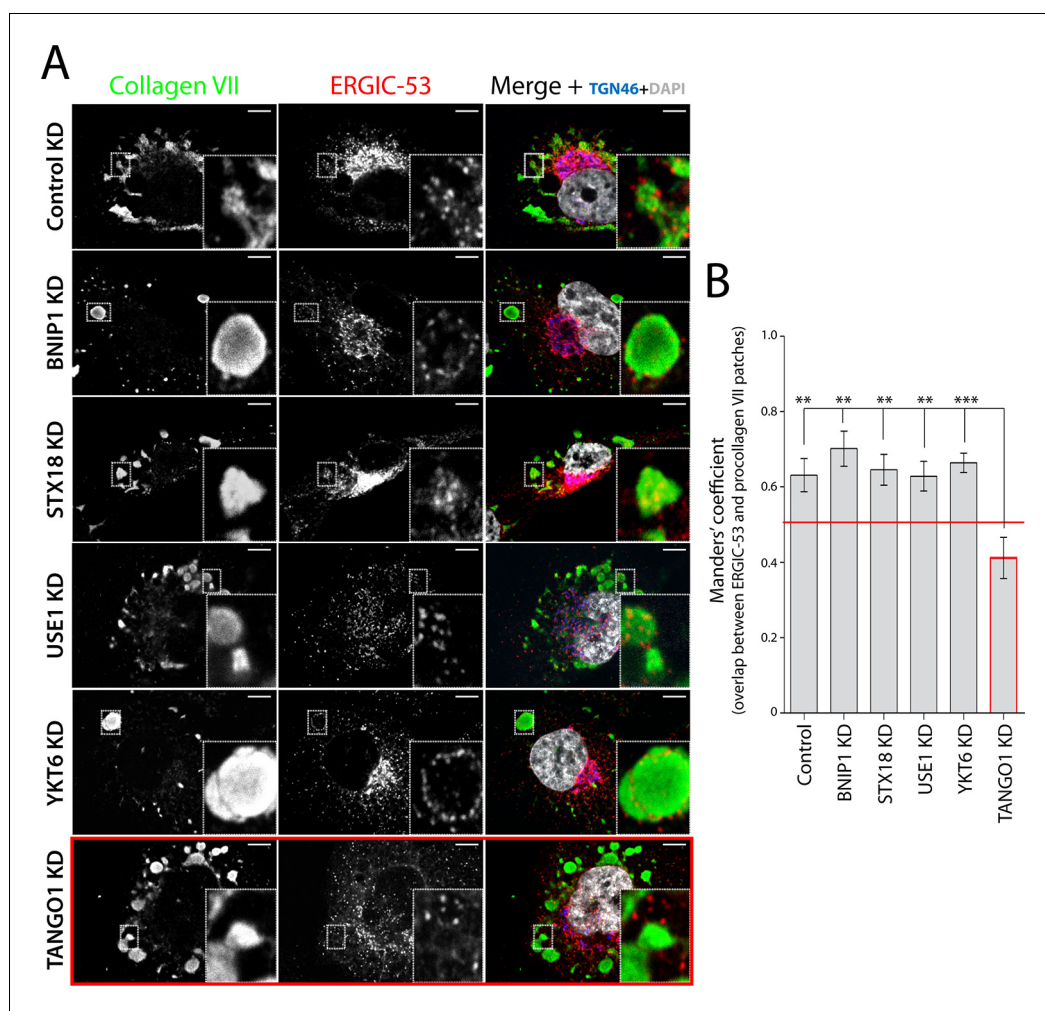 A
Collagen VII
ERGIC-53
Merge + TGN46+DAPI
Control KD
BNIP1 KD
STX18 KD
USE1 KD
YKT6 KD
TANGO1 KD
B
Manders' coefficient
(overlap between ERGIC-53 and procollagen VII patches)
1.0
0.8
0.6
0.4
0.2
0
** ** ** ** ***
Control
BNIP1 KD
STX18 KD
USE1 KD
YKT6 KD
TANGO1 KD